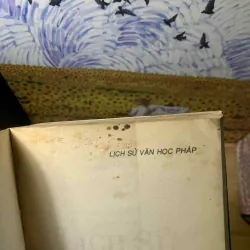 LỊCH SỬ VĂN HỌC PHÁP